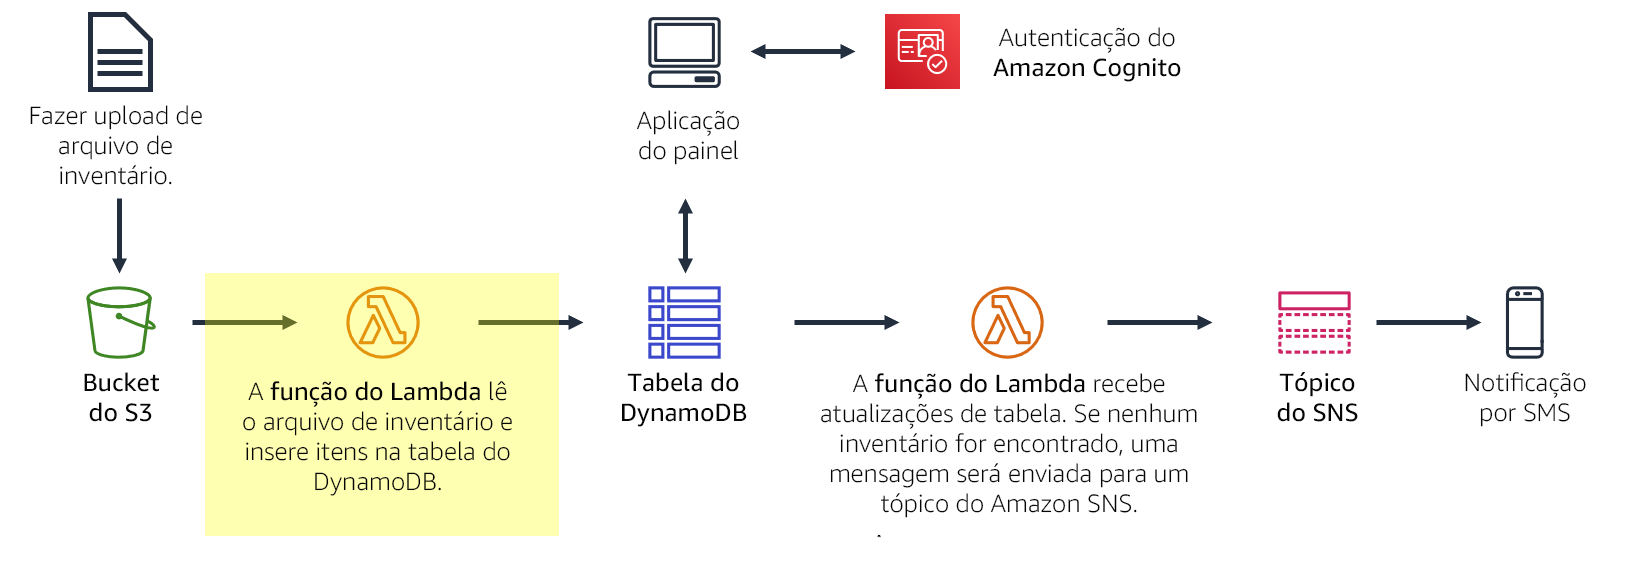 Fazer upload de
arquivo de
inventário.
Aplicação
do painel
Autenticação do
Amazon Cognito
Bucket
do S3
A função do Lambda lê
o arquivo de inventário e
insere itens na tabela do
DynamoDB.
Tabela do
DynamoDB
A função do Lambda recebe
atualizações de tabela. Se nenhum
inventário for encontrado, uma
mensagem será enviada para um
tópico do Amazon SNS.
Tópico
do SNS
Notificação
por SMS